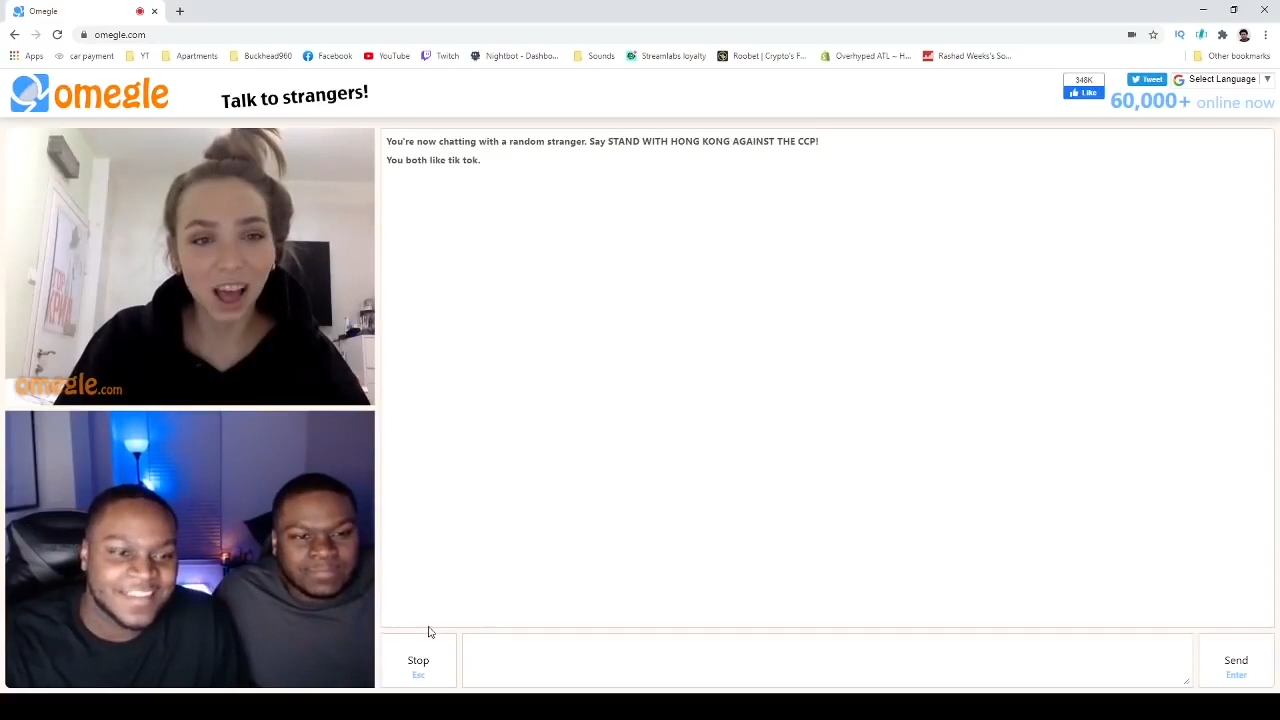 Omegle
omegle.com
Apps
car payment
YT
Apartments
Buckhead960
Facebook
YouTube
Twitch
Nightbot - Dashbo...
Sounds
Streamlabs loyalty
Roobet | Crypto's F...
Overhyped ATL ~ H...
Rashad Weeks's So...
Other bookmarks
omegle
Talk to strangers!
348K
Like
Tweet
G Select Language
60,000+ online now
You're now chatting with a random stranger. Say STAND WITH HONG KONG AGAINST THE CCP!
You both like tik tok.
omegle.com
Stop
Esc
Send
Enter